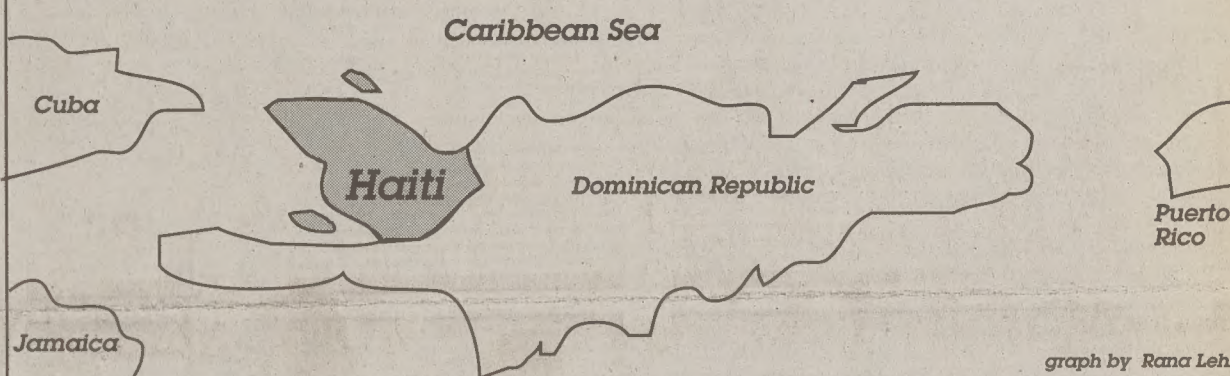 Caribbean Sea
Cuba
Haiti
Dominican Republic
Puerto
Rico
Jamaica
graph by Rana Leh